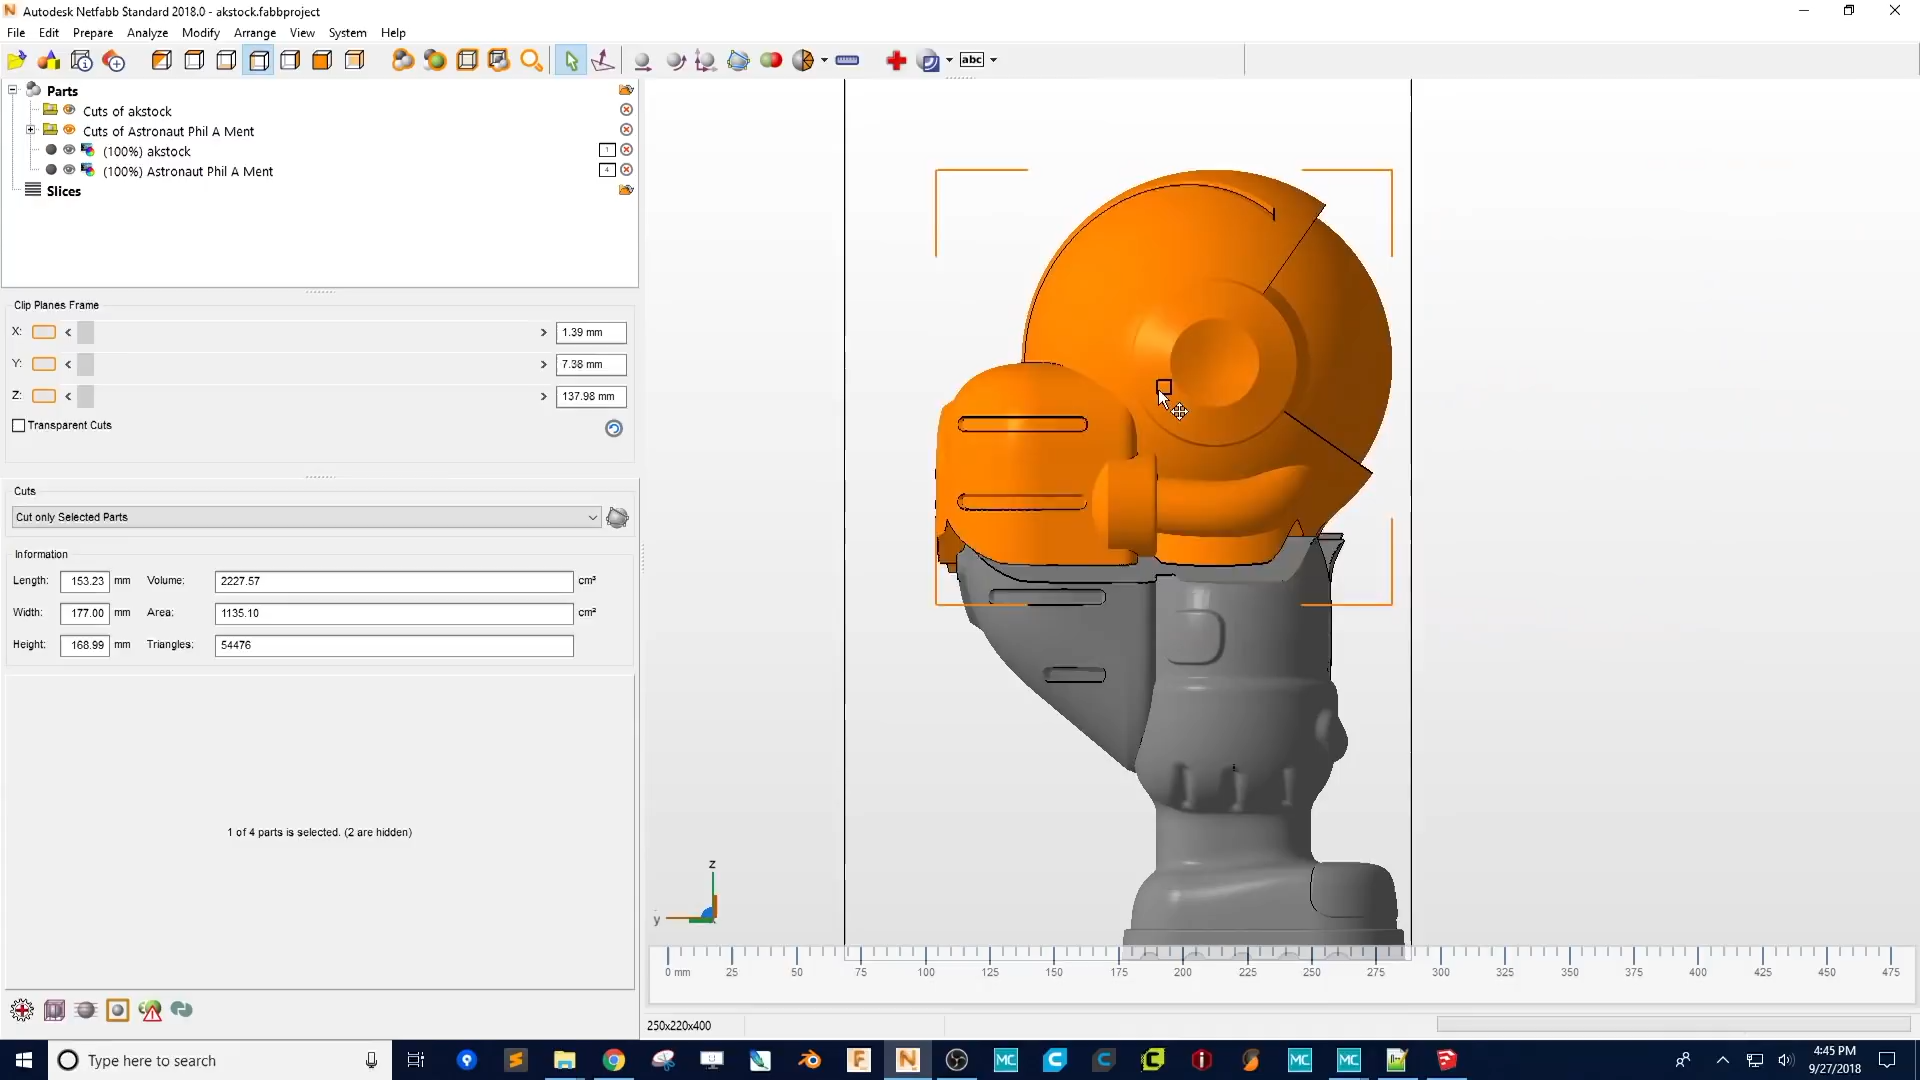 Autodesk Netfabb Standard 2018.0 - akstock.fabbproject
File Edit Prepare Analyze Modify Arrange View System Help
abc
Parts
Cuts of akstock
Cuts of Astronaut Phil A Ment
(100%) akstock 1
(100%) Astronaut Phil A Ment 4
Slices
Clip Planes Frame
X: < > 1.39 mm
Y: < > 7.38 mm
Z: < > 137.98 mm
Transparent Cuts
Cuts
Cut only Selected Parts
Information
Length: 153.23 mm Volume: 2227.57 cm³
Width: 177.00 mm Area: 1135.10 cm²
Height: 168.99 mm Triangles: 54476
1 of 4 parts is selected. (2 are hidden)
z
y
0 mm 25 50 75 100 125 150 175 200 225 250 275 300 325 350 375 400 425 450 475
250x220x400
Type here to search
MC MC MC
4:45 PM
9/27/2018